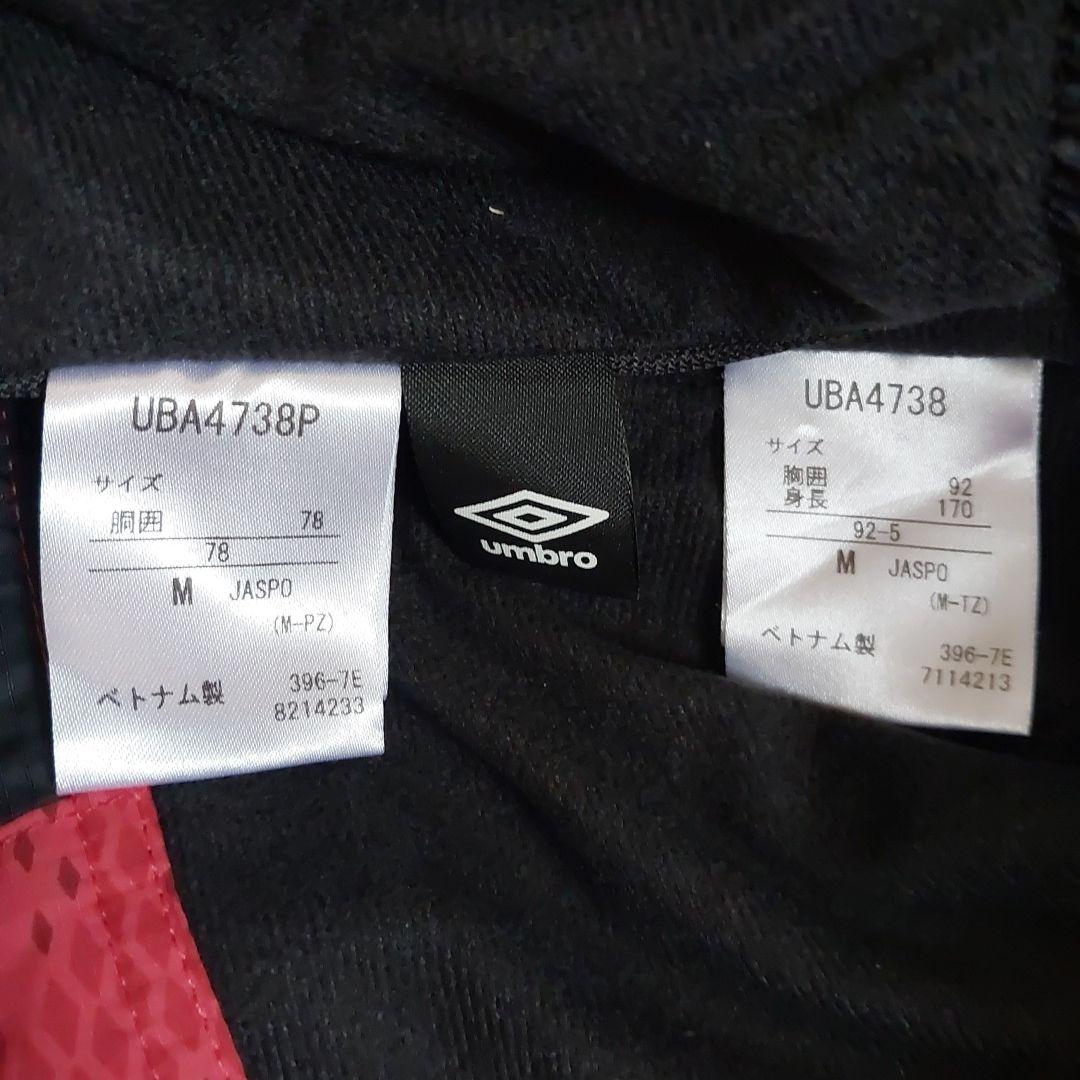 UBA4738P
サイズ
胴囲 78
78
M JASPO
(M-PZ)
ベトナム製 396-7E
8214233
umbro
UBA4738
サイズ
胸囲 92
身長 170
92-5
M JASPO
(M-TZ)
ベトナム製 396-7E
7114213